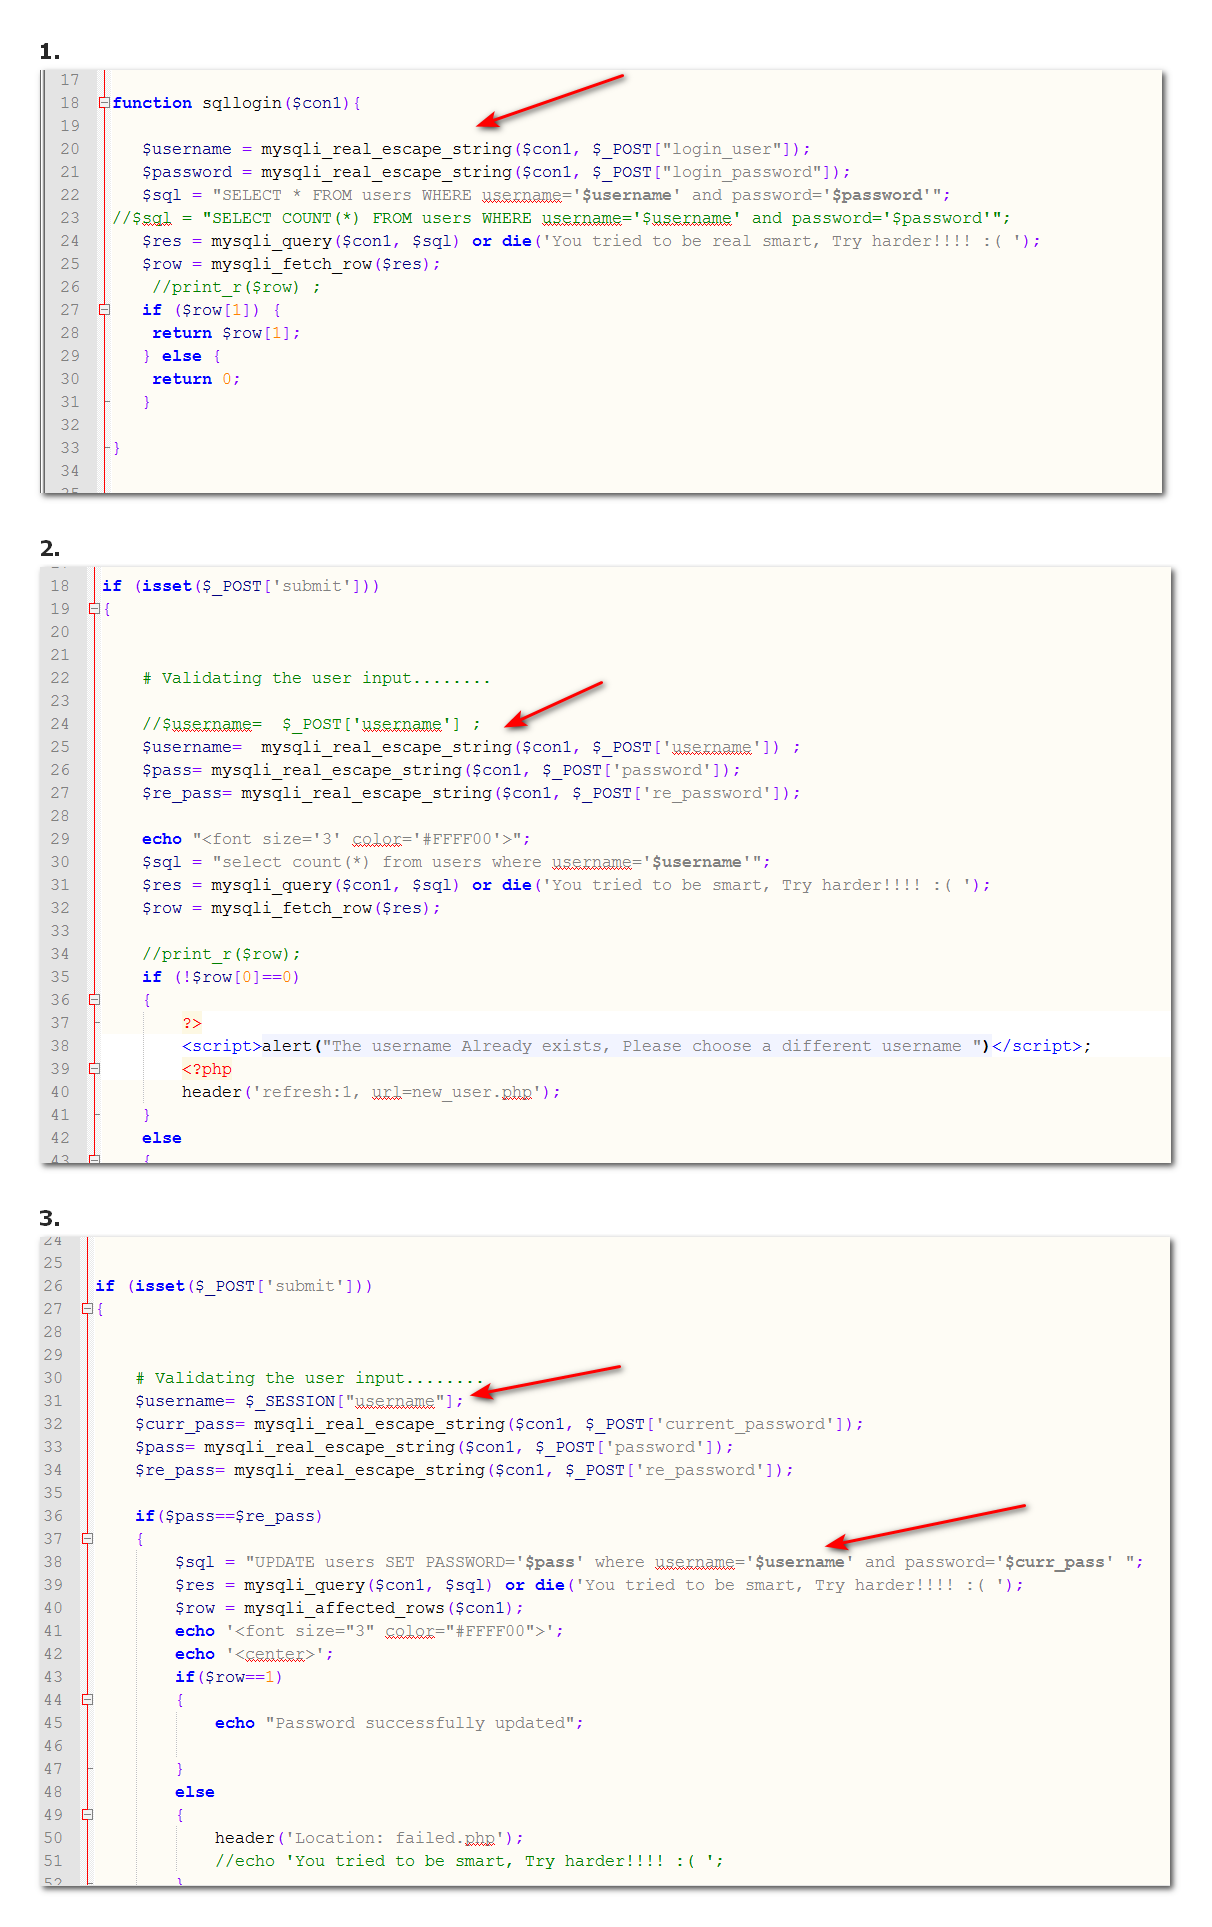 1.
17
18 function sqllogin($con1){
19
20 $username = mysqli_real_escape_string($con1, $_POST["login_user"]);
21 $password = mysqli_real_escape_string($con1, $_POST["login_password"]);
22 $sql = "SELECT * FROM users WHERE username='$username' and password='$password'";
23 //$sql = "SELECT COUNT(*) FROM users WHERE username='$username' and password='$password'";
24 $res = mysqli_query($con1, $sql) or die('You tried to be real smart, Try harder!!!! :( ');
25 $row = mysqli_fetch_row($res);
26 //print_r($row) ;
27 if ($row[1]) {
28 return $row[1];
29 } else {
30 return 0;
31 }
32
33 }
34
35
2.
18 if (isset($_POST['submit']))
19 {
20
21
22 # Validating the user input........
23
24 //$username=  $_POST['username'] ;
25 $username=  mysqli_real_escape_string($con1, $_POST['username']) ;
26 $pass= mysqli_real_escape_string($con1, $_POST['password']);
27 $re_pass= mysqli_real_escape_string($con1, $_POST['re_password']);
28
29 echo "<font size='3' color='#FFFF00'>";
30 $sql = "select count(*) from users where username='$username'";
31 $res = mysqli_query($con1, $sql) or die('You tried to be smart, Try harder!!!! :( ');
32 $row = mysqli_fetch_row($res);
33
34 //print_r($row);
35 if (!$row[0]==0)
36 {
37 ?>
38 <script>alert("The username Already exists, Please choose a different username ")</script>;
39 <?php
40 header('refresh:1, url=new_user.php');
41 }
42 else
43 {
3.
24
25
26 if (isset($_POST['submit']))
27 {
28
29
30 # Validating the user input........
31 $username= $_SESSION["username"];
32 $curr_pass= mysqli_real_escape_string($con1, $_POST['current_password']);
33 $pass= mysqli_real_escape_string($con1, $_POST['password']);
34 $re_pass= mysqli_real_escape_string($con1, $_POST['re_password']);
35
36 if($pass==$re_pass)
37 {
38 $sql = "UPDATE users SET PASSWORD='$pass' where username='$username' and password='$curr_pass' ";
39 $res = mysqli_query($con1, $sql) or die('You tried to be smart, Try harder!!!! :( ');
40 $row = mysqli_affected_rows($con1);
41 echo '<font size="3" color="#FFFF00">';
42 echo '<center>';
43 if($row==1)
44 {
45 echo "Password successfully updated";
46
47 }
48 else
49 {
50 header('Location: failed.php');
51 //echo 'You tried to be smart, Try harder!!!! :( ';
52 }